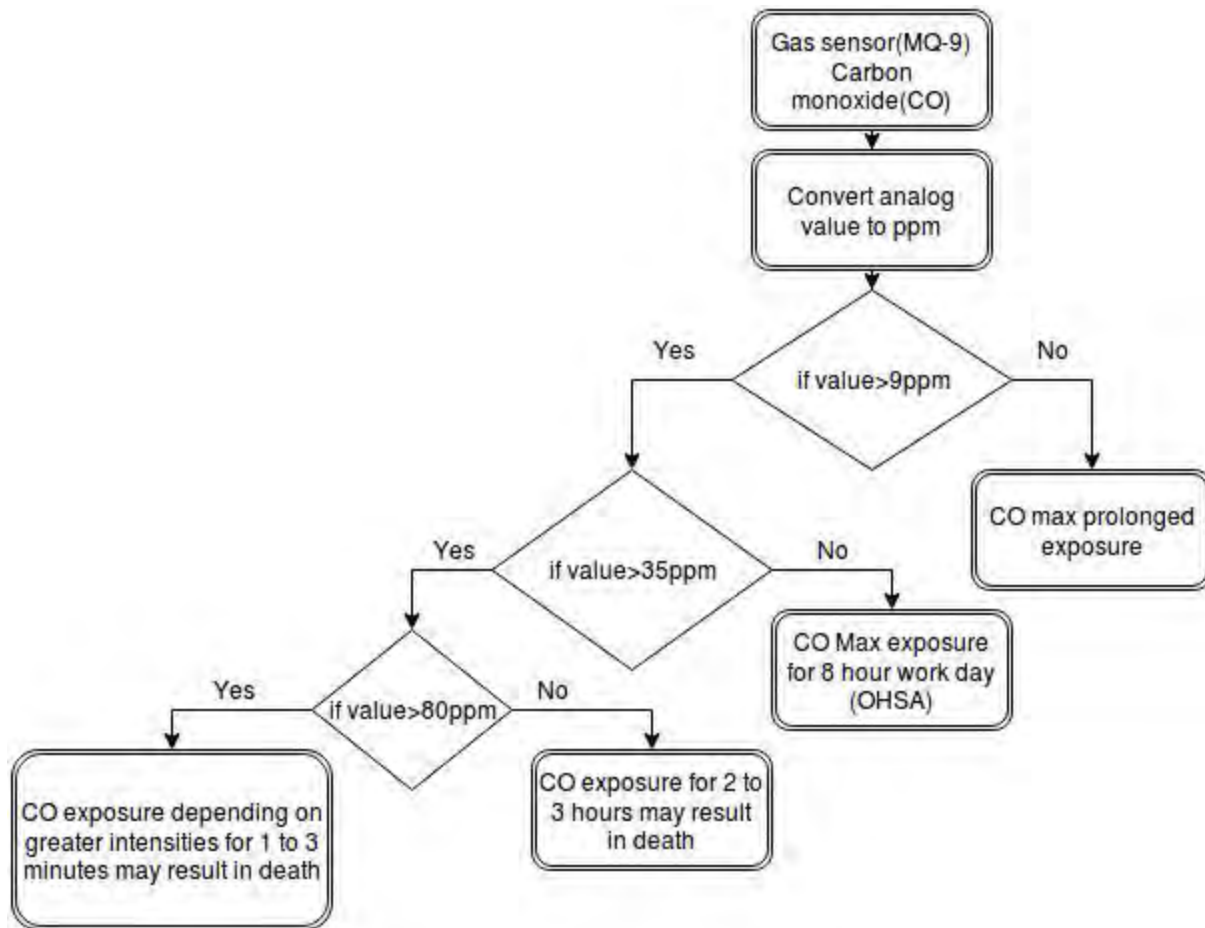 Gas sensor(MQ-9)
Carbon
monoxide(CO)
Convert analog
value to ppm
Yes
No
if value>9ppm
CO max prolonged
exposure
Yes
No
if value>35ppm
CO Max exposure
for 8 hour work day
(OHSA)
Yes
No
if value>80ppm
CO exposure for 2 to
3 hours may result
in death
CO exposure depending on
greater intensities for 1 to 3
minutes may result in death